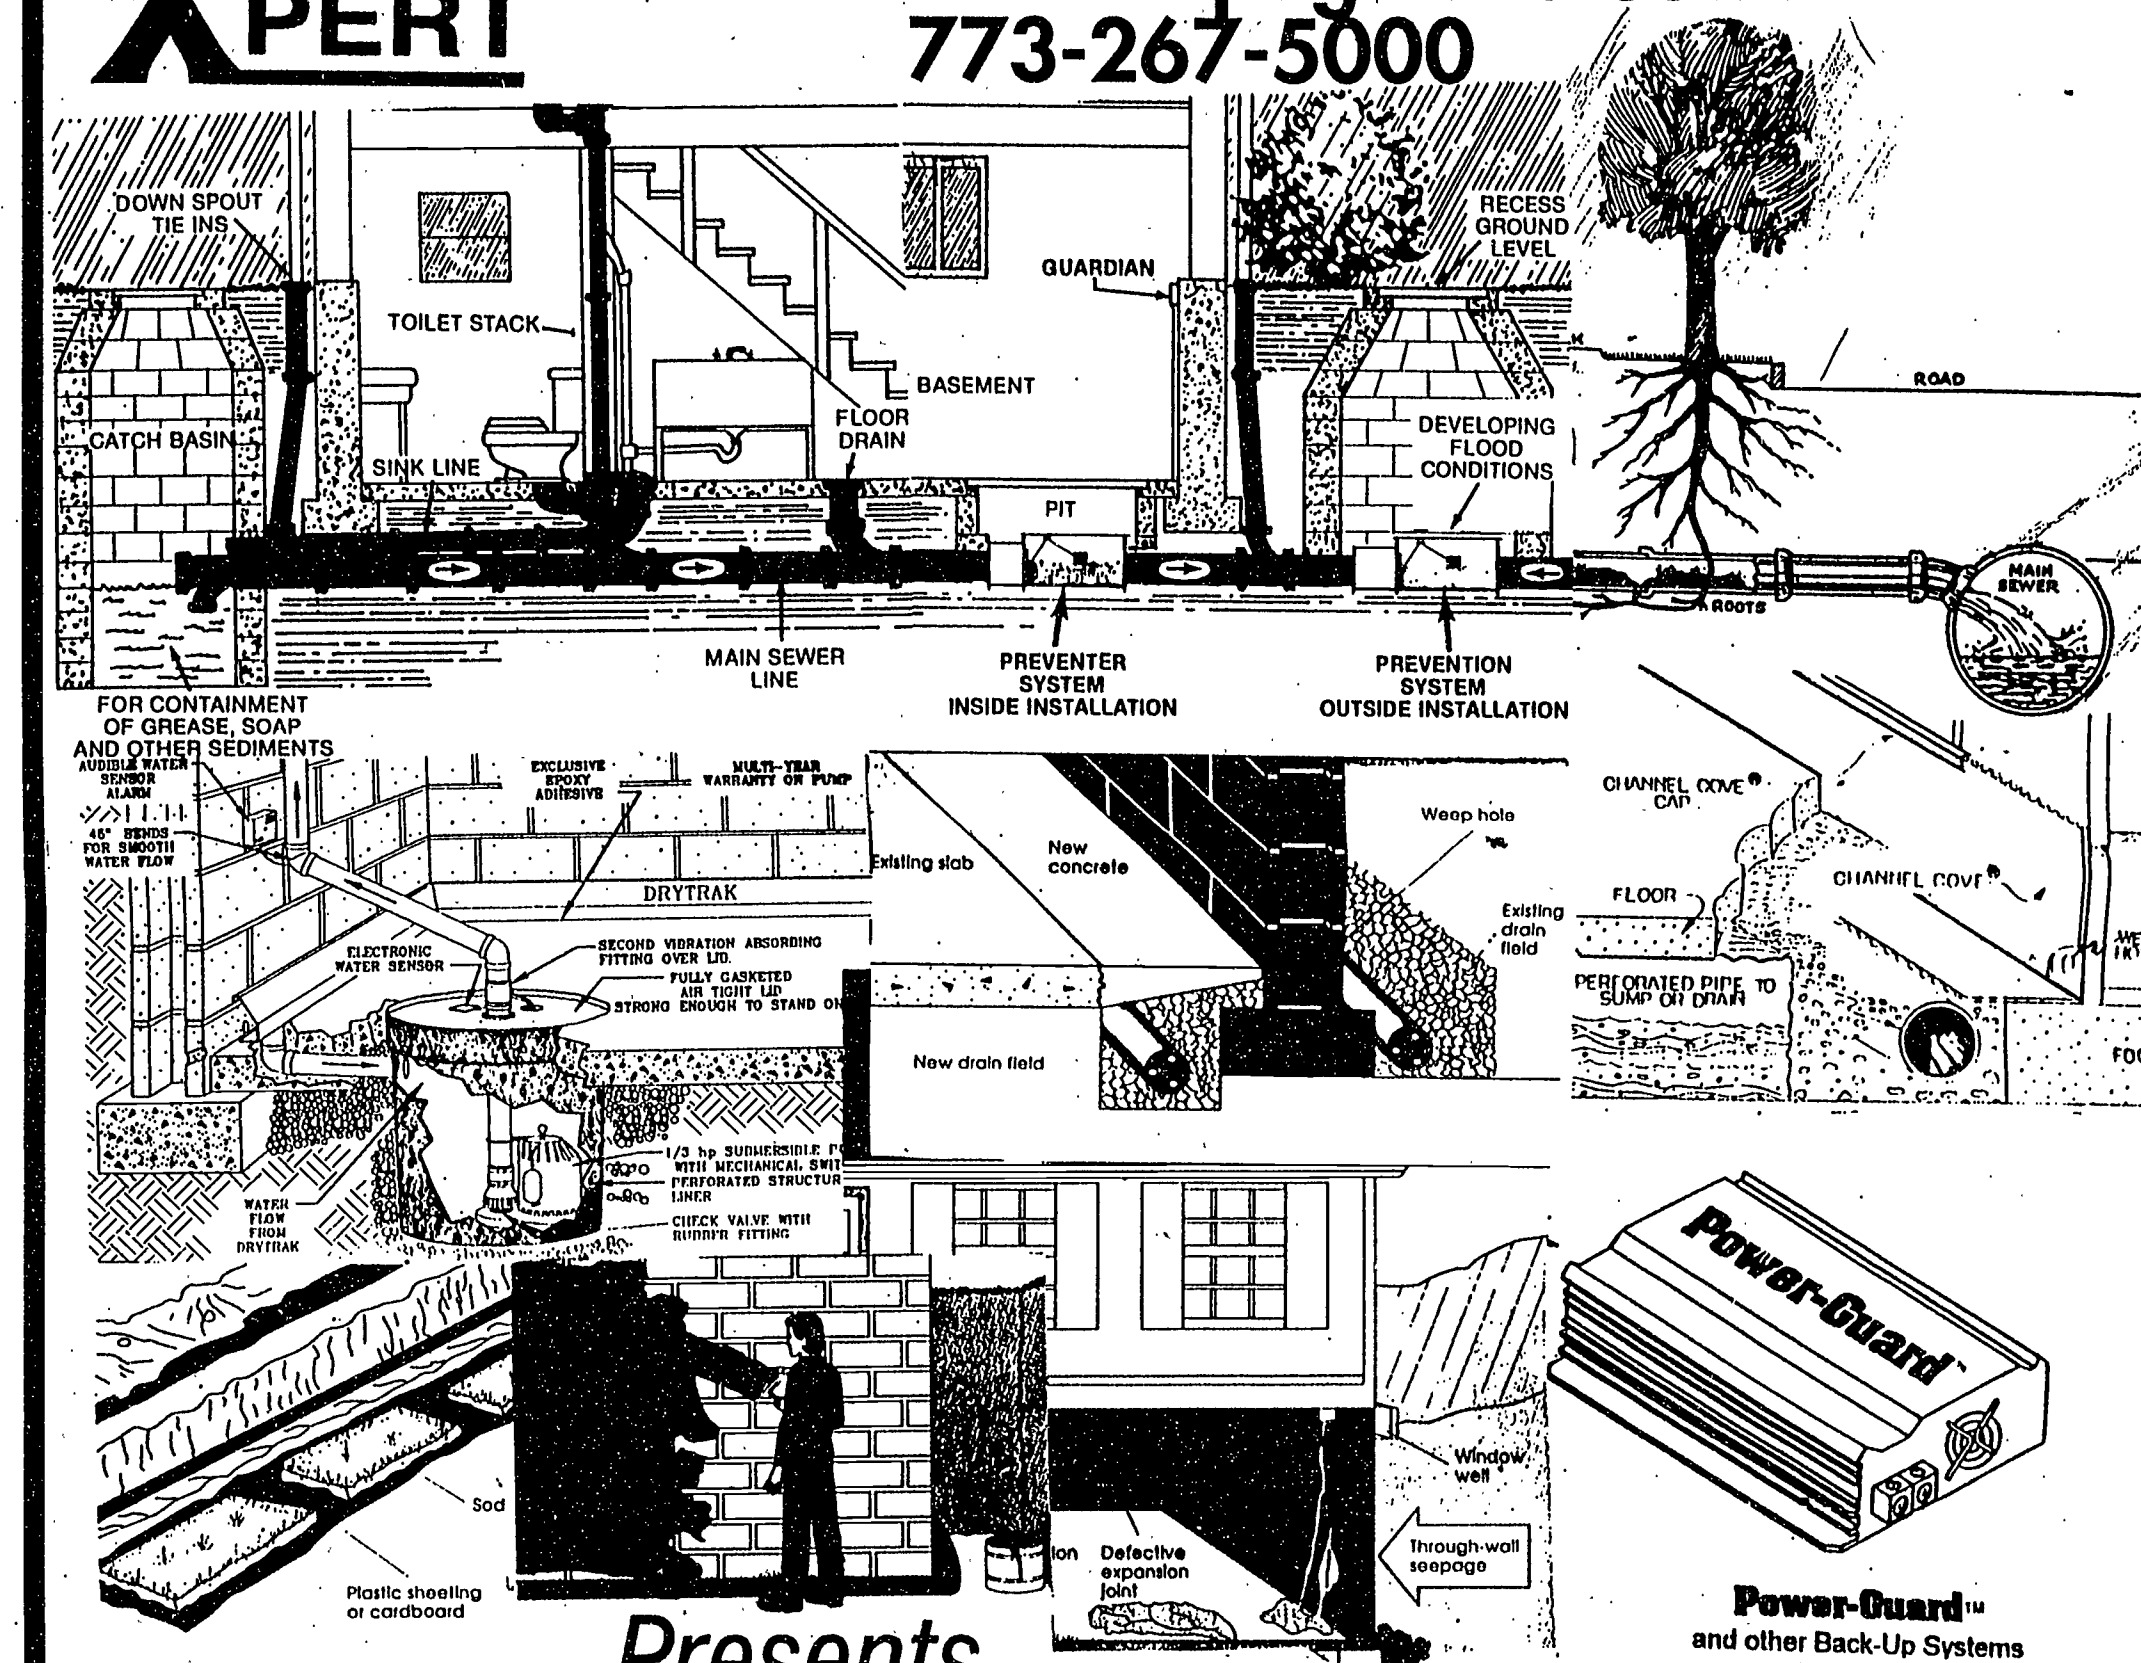 XPERT
773-267-5000
DOWN SPOUT
TIE INS
TOILET STACK
CATCH BASIN
SINK LINE
FLOOR
DRAIN
BASEMENT
GUARDIAN
RECESS
GROUND
LEVEL
DEVELOPING
FLOOD
CONDITIONS
PIT
ROAD
MAIN
SEWER
ROOTS
MAIN SEWER
LINE
PREVENTER
SYSTEM
INSIDE INSTALLATION
PREVENTION
SYSTEM
OUTSIDE INSTALLATION
FOR CONTAINMENT
OF GREASE, SOAP
AND OTHER SEDIMENTS
AUDIBLE WATER
SENSOR
ALARM
45° BENDS
FOR SMOOTH
WATER FLOW
EXCLUSIVE
EPOXY
ADHESIVE
MULTI-YEAR
WARRANTY ON PUMP
DRYTRAK
ELECTRONIC
WATER SENSOR
SECOND VIBRATION ABSORBING
FITTING OVER LID.
FULLY GASKETED
AIR TIGHT LID
STRONG ENOUGH TO STAND ON
1/3 hp SUBMERSIBLE
WITH MECHANICAL
PERFORATED
LINER
CHECK VALVE WITH
RUBBER FITTING
WATER
FLOW
FROM
DRYTRAK
Existing slab
New
concrete
Weep hole
Existing
drain
field
New drain field
CHANNEL COVE®
CAP
CHANNEL COVE®
FLOOR
PERFORATED PIPE TO
SUMP OR DRAIN
Sod
Plastic sheeting
or cardboard
Window
well
Through-wall
seepage
Defective
expansion
joint
Power-Guard™
Power-Guard™
and other Back-Up Systems
Presents